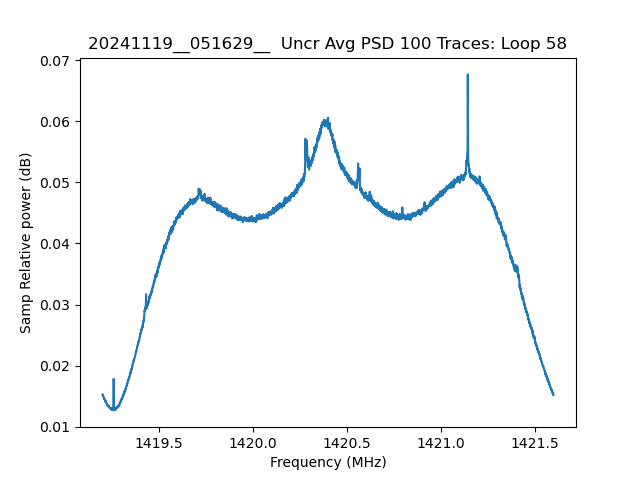 20241119__051629__  Uncr Avg PSD 100 Traces: Loop 58
0.07
0.06
0.05
0.04
0.03
0.02
0.01
Samp Relative power (dB)
1419.5 1420.0 1420.5 1421.0 1421.5
Frequency (MHz)